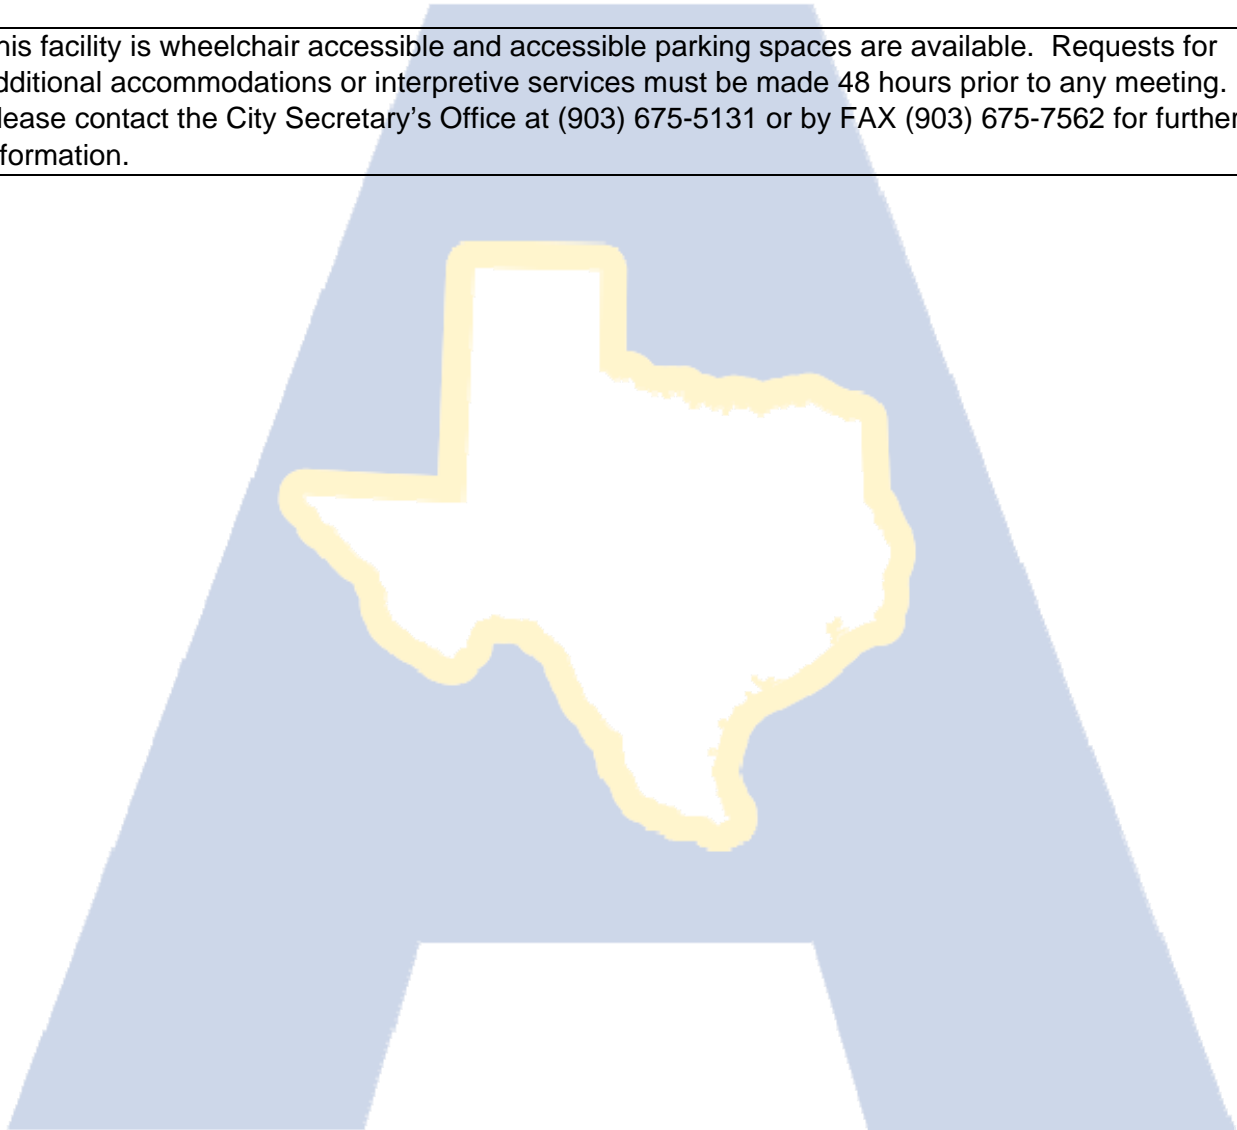 his facility is wheelchair accessible and accessible parking spaces are available.  Requests for
dditional accommodations or interpretive services must be made 48 hours prior to any meeting.
lease contact the City Secretary’s Office at (903) 675-5131 or by FAX (903) 675-7562 for further
formation.